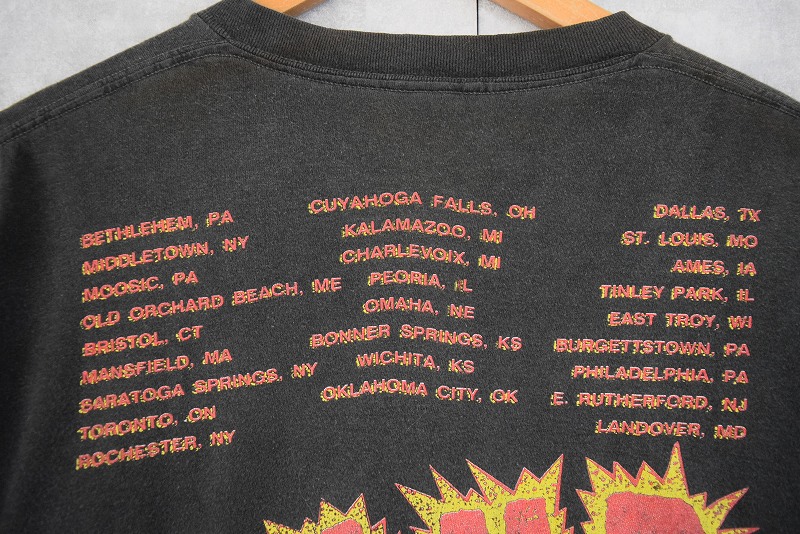 BETHLEHEM, PA
MIDDLETOWN, NY
MOOSIC, PA
OLD ORCHARD BEACH, ME
BRISTOL, CT
MANSFIELD, MA
SARATOGA SPRINGS, NY
TORONTO, ON
ROCHESTER, NY
CUYAHOGA FALLS, OH
KALAMAZOO, MI
CHARLEVOIX, MI
PEORIA, IL
OMAHA, NE
BONNER SPRINGS, KS
WICHITA, KS
OKLAHOMA CITY, OK
DALLAS, TX
ST. LOUIS, MO
AMES, IA
TINLEY PARK, IL
EAST TROY, WI
BURGETTSTOWN, PA
PHILADELPHIA, PA
E. RUTHERFORD, NJ
LANDOVER, MD